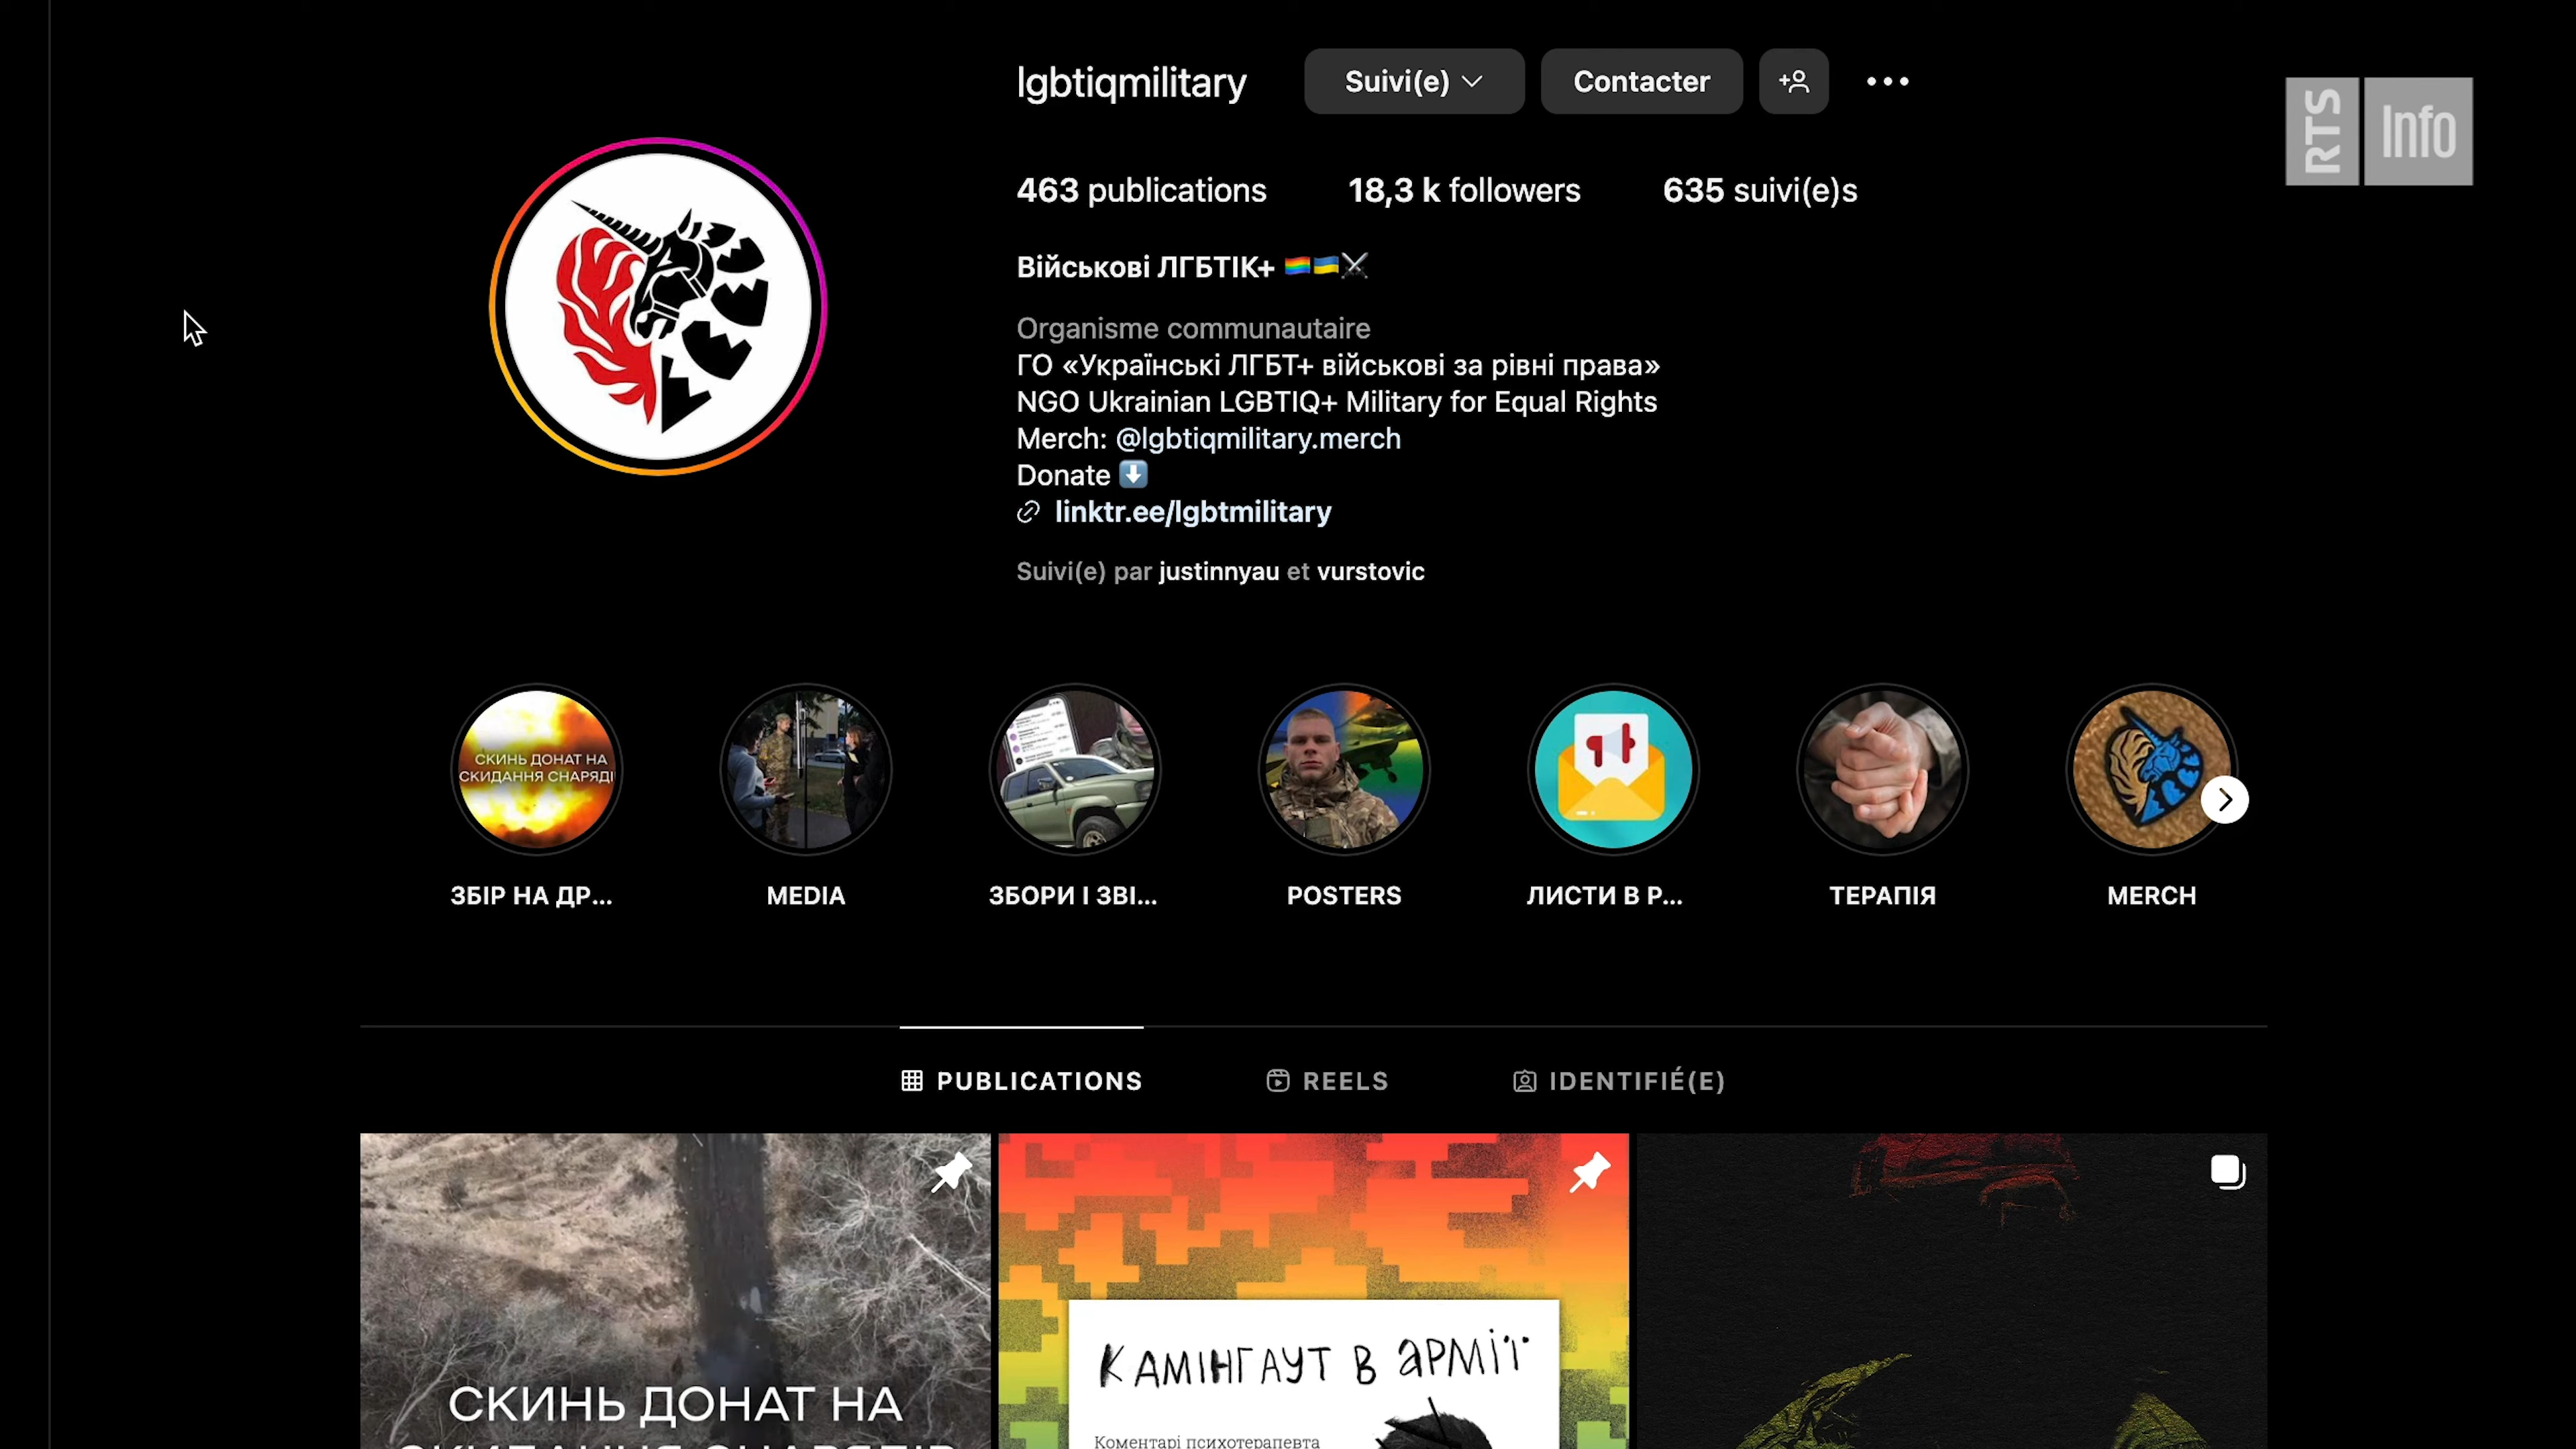 lgbtiqmilitary
Suivi(e)
Contacter
RTS Info
463 publications
18,3 k followers
635 suivi(e)s
Військові ЛГБТІК+ 🏳️‍🌈🇺🇦⚔️
Organisme communautaire
ГО «Українські ЛГБТ+ військові за рівні права»
NGO Ukrainian LGBTIQ+ Military for Equal Rights
Merch: @lgbtiqmilitary.merch
Donate ⬇️
linktr.ee/lgbtmilitary
Suivi(e) par justinnyau et vurstovic
СКИНЬ ДОНАТ НА
СКИДАННЯ СНАРЯДІ
ЗБІР НА ДР...
MEDIA
ЗБОРИ І ЗВІ...
POSTERS
ЛИСТИ В Р...
ТЕРАПІЯ
MERCH
PUBLICATIONS
REELS
IDENTIFIÉ(E)
СКИНЬ ДОНАТ НА
СКИДАННЯ СНАРЯДІВ
КАМІНГАУТ В АРМІЇ
Коментарі психотерапевта